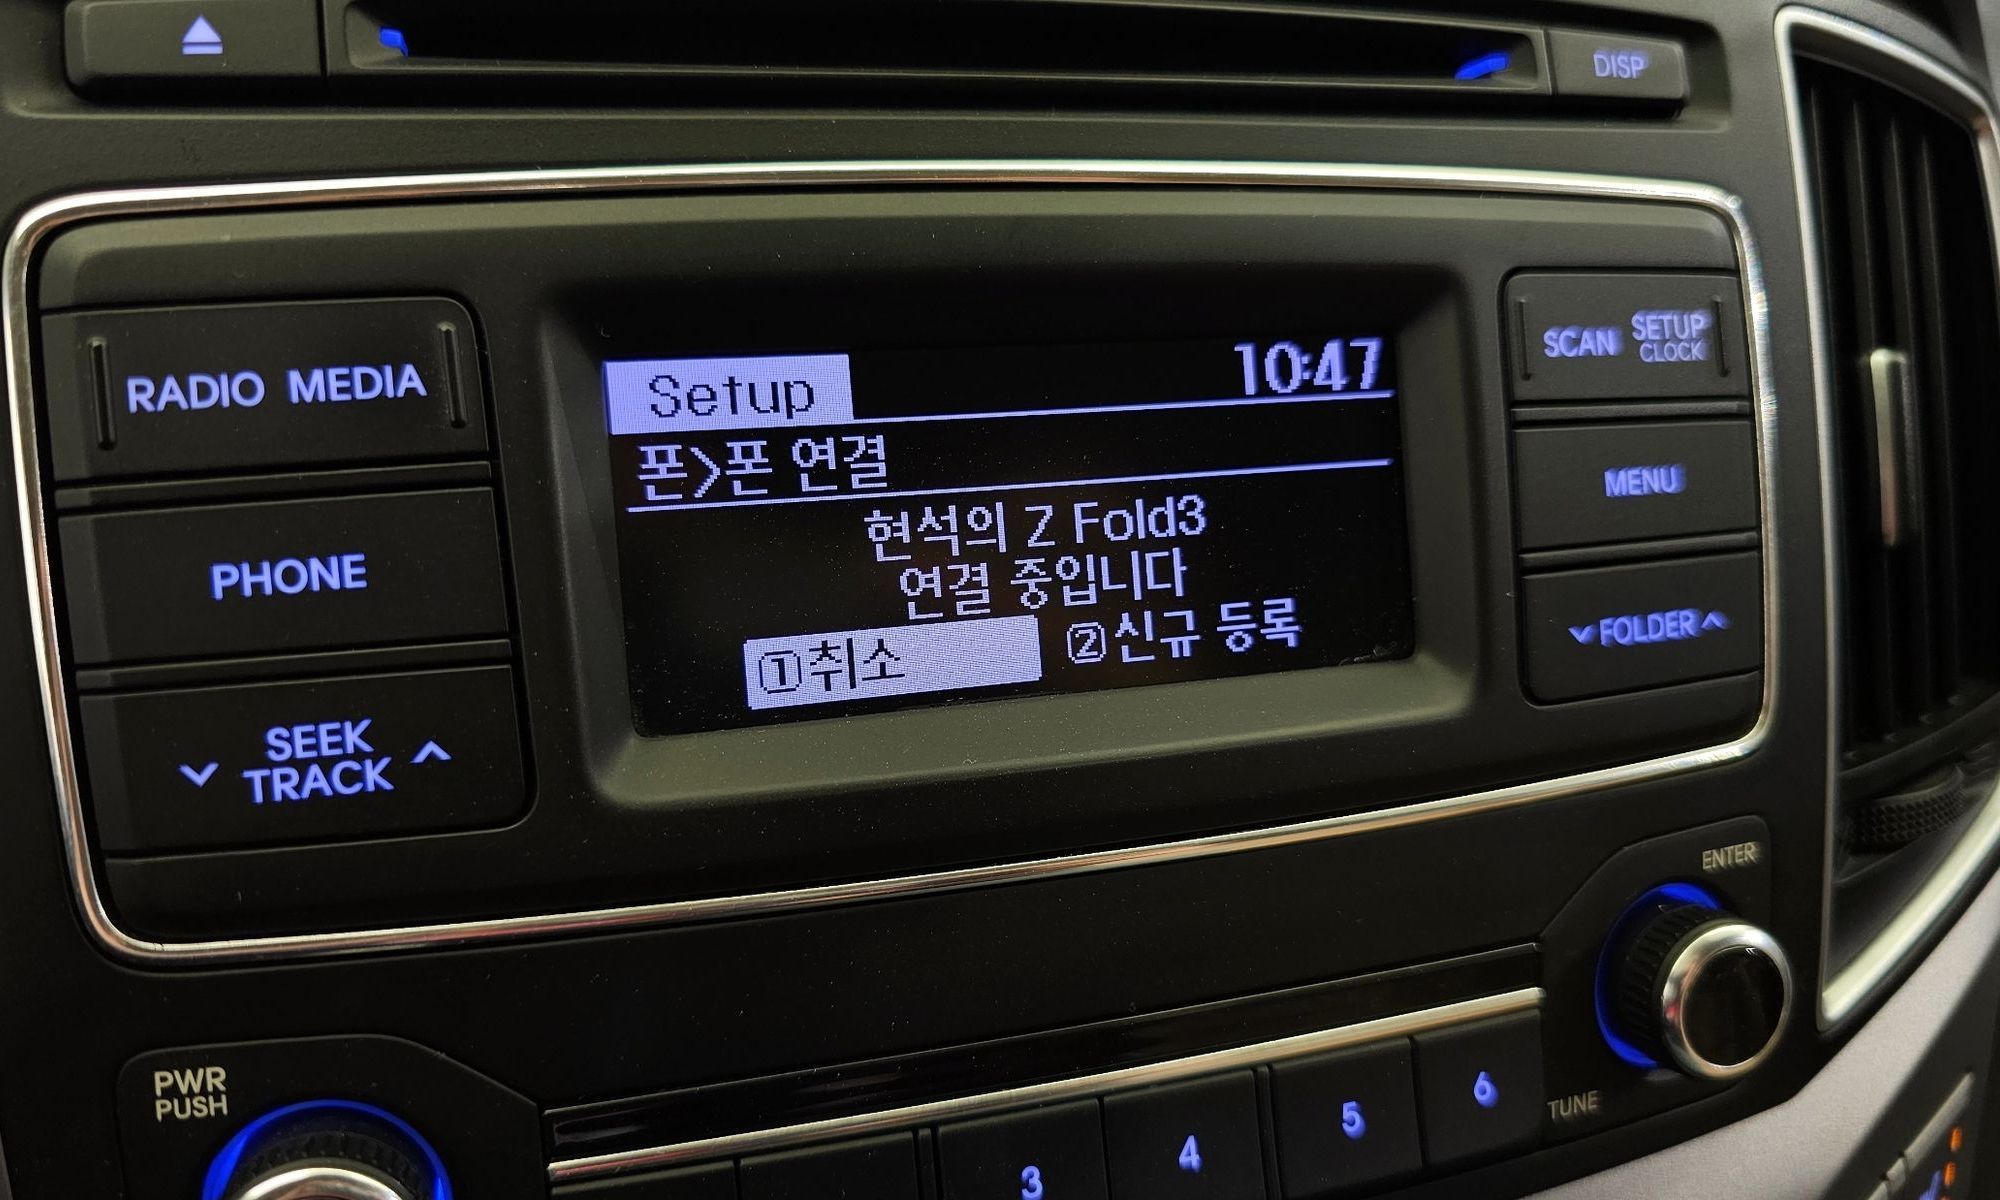 DISP
RADIO MEDIA
PHONE
SEEK
TRACK
Setup 10:47
폰>폰 연결
현석의 Z Fold3
연결 중입니다
①취소 ②신규 등록
SCAN SETUP
CLOCK
MENU
FOLDER
ENTER
TUNE
PWR
PUSH
3 4 5 6